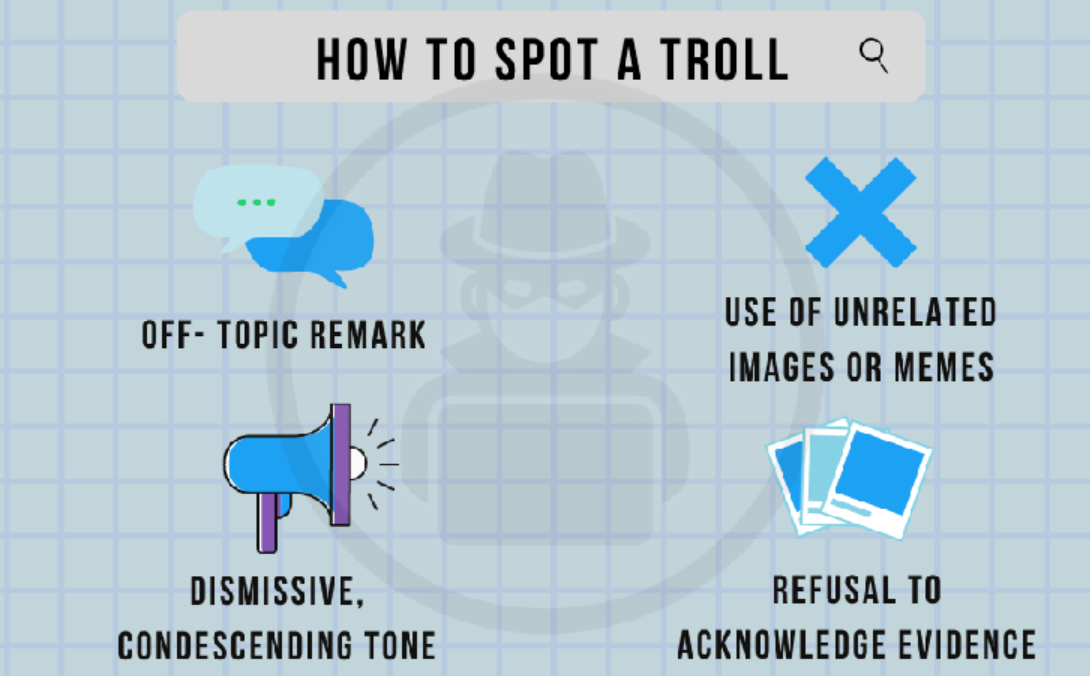 HOW TO SPOT A TROLL
OFF- TOPIC REMARK
USE OF UNRELATED
IMAGES OR MEMES
DISMISSIVE,
CONDESCENDING TONE
REFUSAL TO
ACKNOWLEDGE EVIDENCE